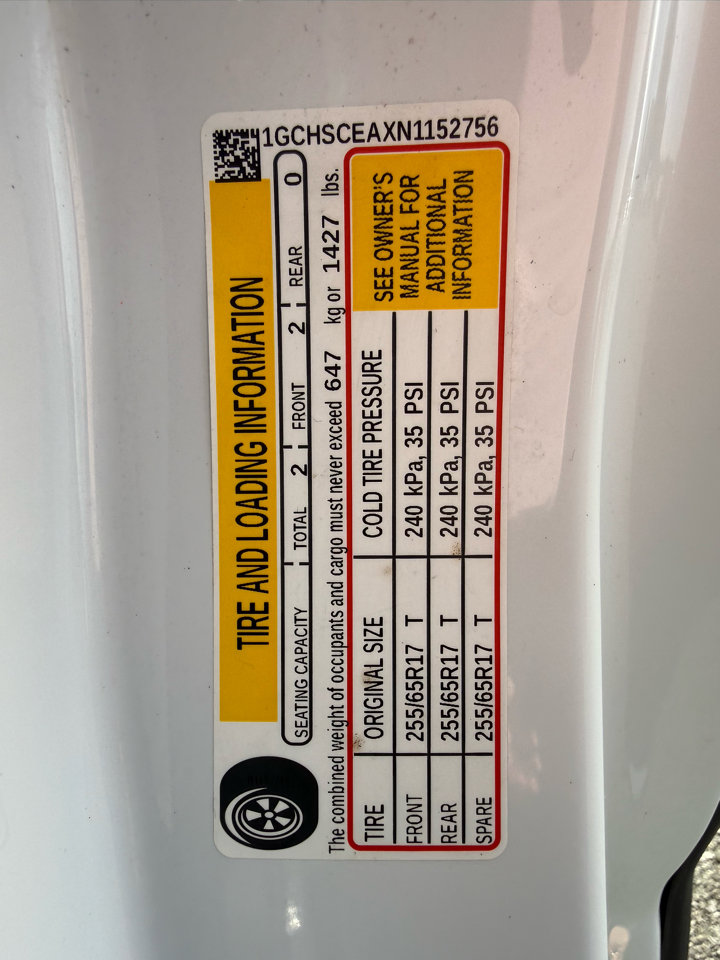 1GCHSCEAXN1152756
TIRE AND LOADING INFORMATION
SEATING CAPACITY TOTAL 2 FRONT 2 REAR 0
The combined weight of occupants and cargo must never exceed 647 kg or 1427 lbs.
TIRE ORIGINAL SIZE COLD TIRE PRESSURE
FRONT 255/65R17 T 240 kPa, 35 PSI
REAR 255/65R17 T 240 kPa, 35 PSI
SPARE 255/65R17 T 240 kPa, 35 PSI
SEE OWNER'S
MANUAL FOR
ADDITIONAL
INFORMATION